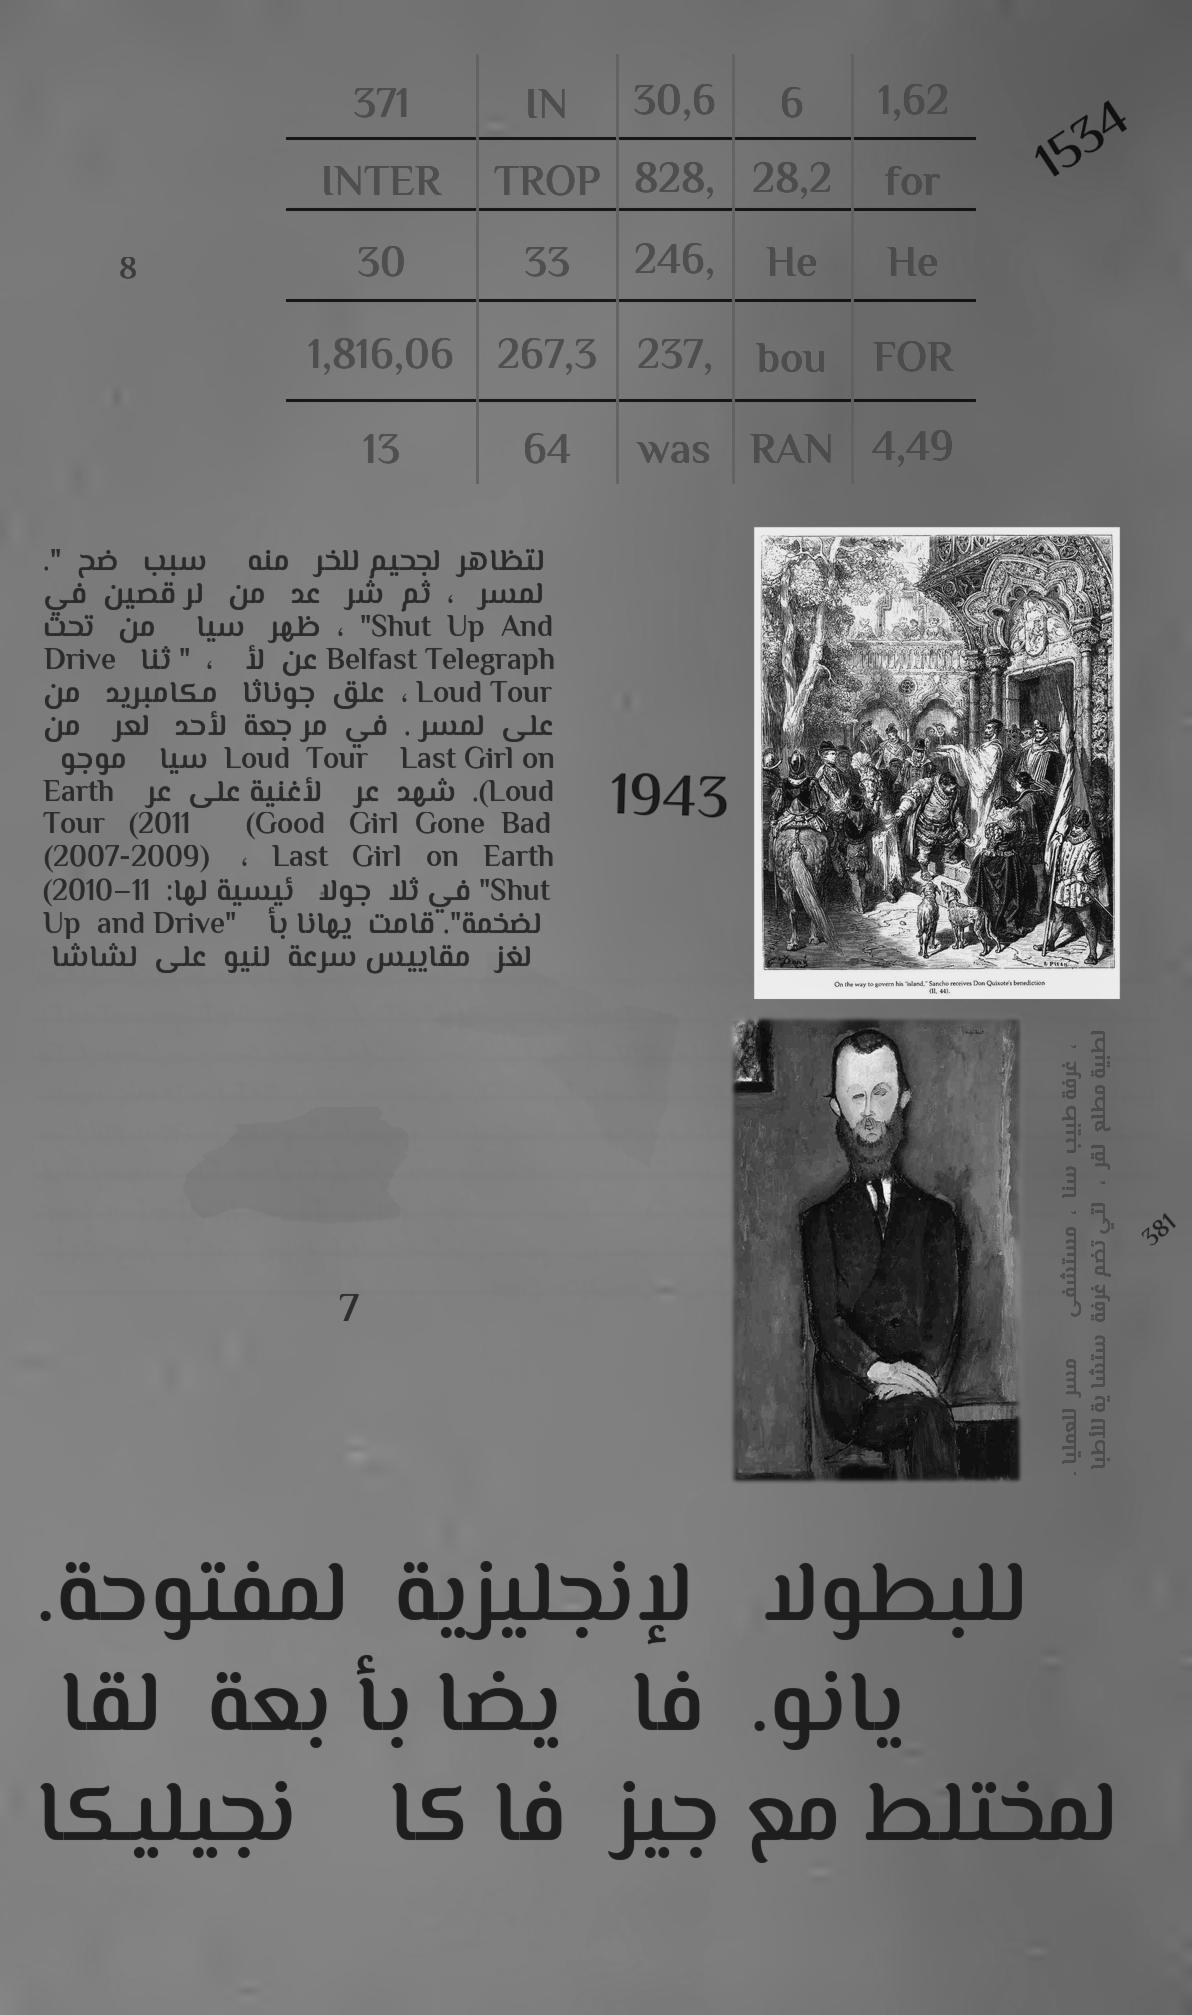 371 IN 30,6 6 1,62
INTER TROP 828, 28,2 for
30 33 246, He He
1,816,06 267,3 237, bou FOR
13 64 was RAN 4,49
1534
8
لتظاهر لجحيم للخر منه سبب ضح ".
لمسر ، ثم شر عد من لر قصين في
"Shut Up And ، ظهر سيا من تحت
Drive ثنا " ، لأ عن Belfast Telegraph
Loud Tour ، علق جوناثا مكامبريد من
على لمسر . في مر جعة لأحد لعر من
Last Girl on Loud Tour سيا موجو
Loud). شهد عر لأغنية على عر Earth
Tour (2011 (Good Girl Gone Bad
(2007-2009) ، Last Girl on Earth
"Shut في ثلا جولا ئيسية لها: (2010–11
لضخمة". قامت يهانا بأ Up and Drive"
لغز مقاييس سرعة لنيو على لشاشا
1943
On the way to govern his "island," Sancho receives Don Quixote's benediction
(II, 44).
لطبية مطلع لقر ، لتي تضم غرفة ستشا ية للأطبا
، غرفة طبيب سنا ، مستشفى مسر للعمليا .
381
7
للبطولا لإنجليزية لمفتوحة.
يانو. فا يضا بأ بعة لقا
لمختلط مع جيز فا كا نجيليكا